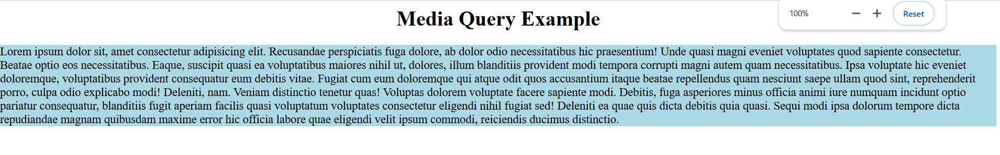 Media Query Example
100%
Reset
Lorem ipsum dolor sit, amet consectetur adipisicing elit. Recusandae perspiciatis fuga dolore, ab dolor odio necessitatibus hic praesentium! Unde quasi magni eveniet voluptates quod sapiente consectetur.
Beatae optio eos necessitatibus. Eaque, suscipit quasi ea voluptatibus maiores nihil ut, dolores, illum blanditiis provident modi tempora corrupti magni autem quam necessitatibus. Ipsa voluptate hic eveniet
doloremque, voluptatibus provident consequatur eum debitis vitae. Fugiat cum eum doloremque qui atque odit quos accusantium itaque beatae repellendus quam nesciunt saepe ullam quod sint, reprehenderit
porro, culpa odio explicabo modi! Deleniti, nam. Veniam distinctio tenetur quas! Voluptas dolorem voluptate facere sapiente modi. Debitis, fuga asperiores minus officia animi iure numquam incidunt optio
pariatur consequatur, blanditiis fugit aperiam facilis quasi voluptatum voluptates consectetur eligendi nihil fugiat sed! Deleniti ea quae quis dicta debitis quia quasi. Sequi modi ipsa dolorum tempore dicta
repudiandae magnam quibusdam maxime error hic officia labore quae eligendi velit ipsum commodi, reiciendis ducimus distinctio.